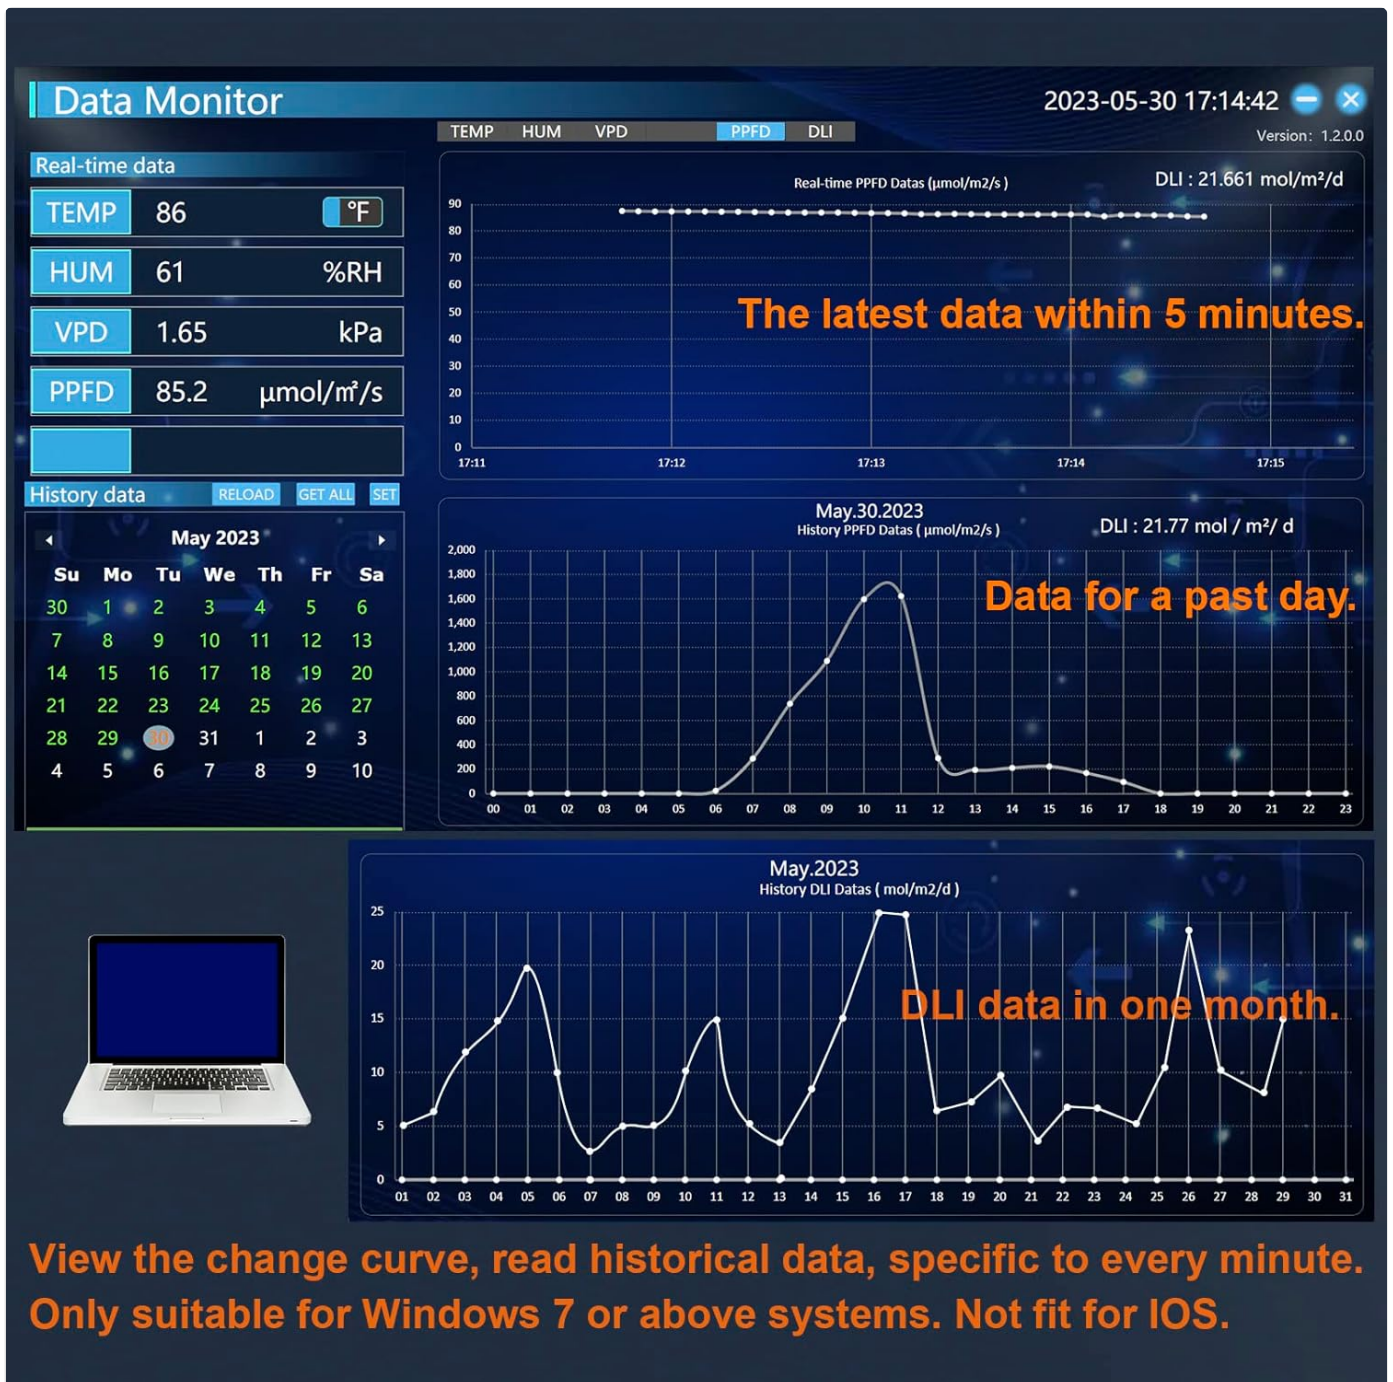 Data Monitor
2023-05-30 17:14:42
Version: 1.2.0.0
TEMP HUM VPD PPFD DLI
Real-time data
TEMP 86 °F
HUM 61 %RH
VPD 1.65 kPa
PPFD 85.2 μmol/㎡/s
Real-time PPFD Datas (μmol/m2/s )
DLI : 21.661 mol/m²/d
90
80
70
60
50
40
30
20
10
0
17:11 17:12 17:13 17:14 17:15
The latest data within 5 minutes.
History data RELOAD GET ALL SET
May 2023
Su Mo Tu We Th Fr Sa
30 1 2 3 4 5 6
7 8 9 10 11 12 13
14 15 16 17 18 19 20
21 22 23 24 25 26 27
28 29 30 31 1 2 3
4 5 6 7 8 9 10
May.30.2023
History PPFD Datas ( μmol/m2/s )
DLI : 21.77 mol / m²/ d
2,000
1,800
1,600
1,400
1,200
1,000
800
600
400
200
0
00 01 02 03 04 05 06 07 08 09 10 11 12 13 14 15 16 17 18 19 20 21 22 23
Data for a past day.
May.2023
History DLI Datas ( mol/m2/d )
25
20
15
10
5
0
01 02 03 04 05 06 07 08 09 10 11 12 13 14 15 16 17 18 19 20 21 22 23 24 25 26 27 28 29 30 31
DLI data in one month.
View the change curve, read historical data, specific to every minute.
Only suitable for Windows 7 or above systems. Not fit for IOS.